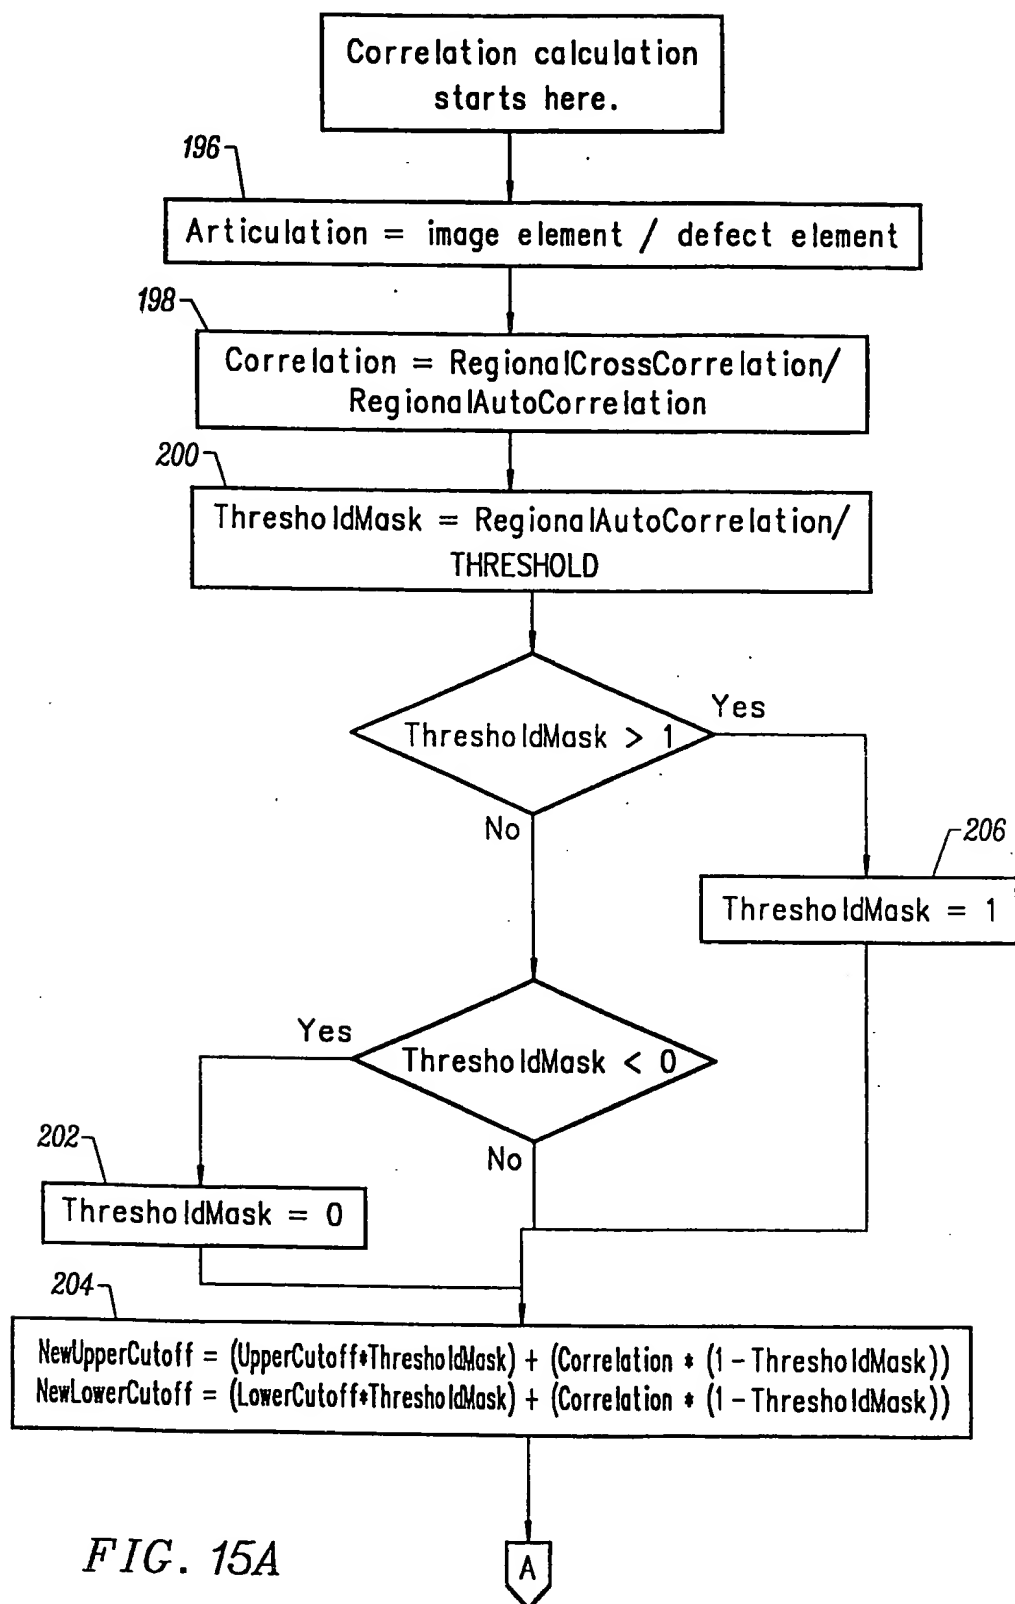 Correlation calculation
starts here.
196
Articulation = image element / defect element
198
Correlation = RegionalCrossCorrelation/
RegionalAutoCorrelation
200
ThresholdMask = RegionalAutoCorrelation/
THRESHOLD
ThresholdMask > 1
Yes
No
206
ThresholdMask = 1
ThresholdMask < 0
Yes
No
202
ThresholdMask = 0
204
NewUpperCutoff = (UpperCutoff*ThresholdMask) + (Correlation * (1 - ThresholdMask))
NewLowerCutoff = (LowerCutoff*ThresholdMask) + (Correlation * (1 - ThresholdMask))
A
FIG. 15A